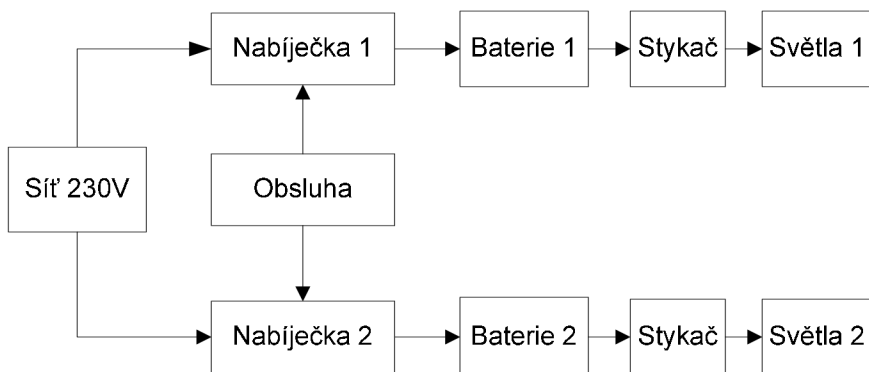 Nabíječka 1
Baterie 1
Stykač
Světla 1
Síť 230V
Obsluha
Nabíječka 2
Baterie 2
Stykač
Světla 2